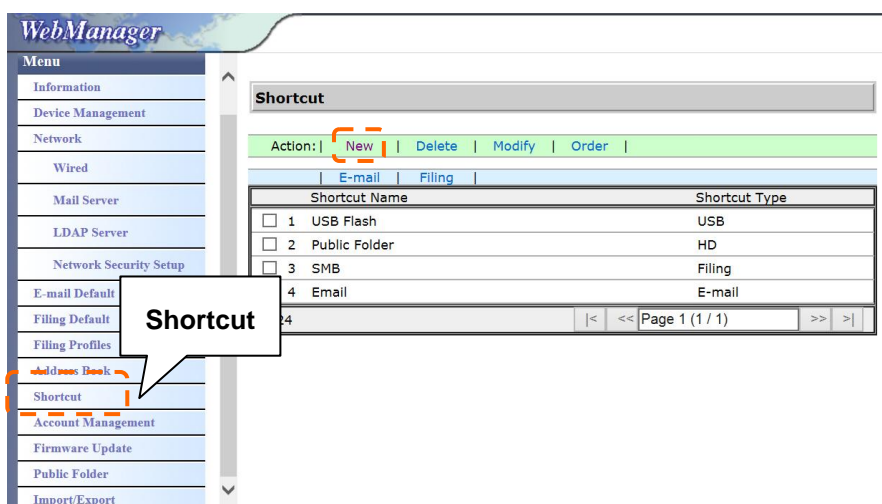 WebManager
Menu
Information
Device Management
Network
Wired
Mail Server
LDAP Server
Network Security Setup
E-mail Default
Filing Default
Filing Profiles
Address Book
Shortcut
Account Management
Firmware Update
Public Folder
Import/Export
Shortcut
Shortcut
Action:| New | Delete | Modify | Order |
| E-mail | Filing |
Shortcut Name Shortcut Type
1 USB Flash USB
2 Public Folder HD
3 SMB Filing
4 Email E-mail
24 |< << Page 1 (1 / 1) >> >|